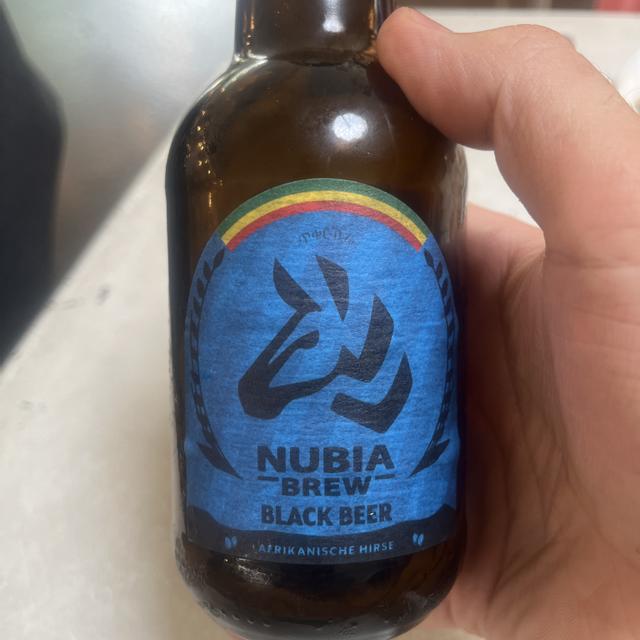 NUBIA
BREW
BLACK BEER
AFRIKANISCHE HIRSE